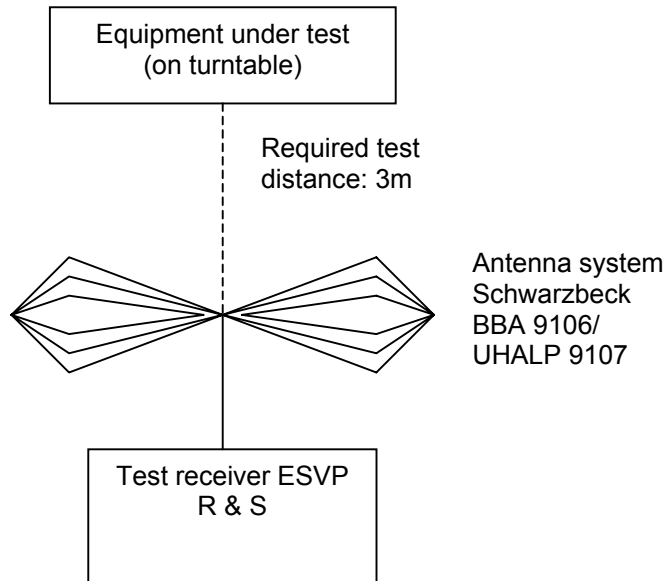 Equipment under test
(on turntable)
Required test
distance: 3m
Antenna system
Schwarzbeck
BBA 9106/
UHALP 9107
Test receiver ESVP
R & S